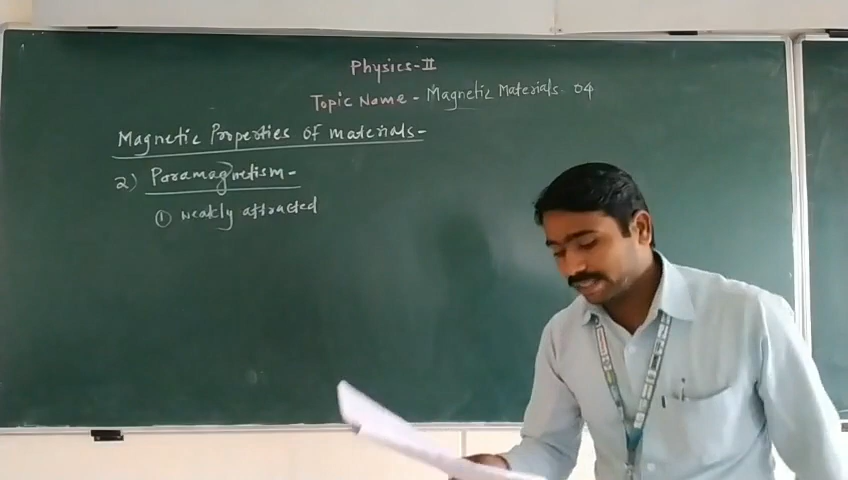 Physics-II
Topic Name - Magnetic Materials - 04
Magnetic Properties of materials-
2) Paramagnetism-
① weakly attracted